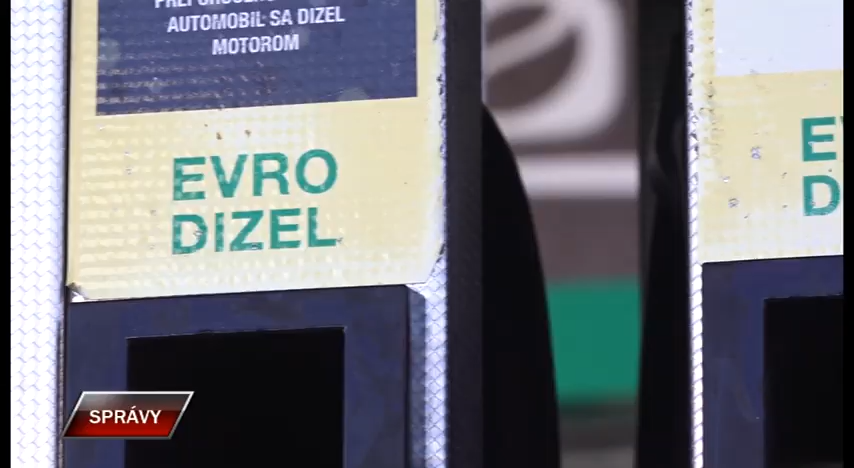 AUTOMOBIL SA DIZEL
MOTOROM
EVRO
DIZEL
SPRÁVY